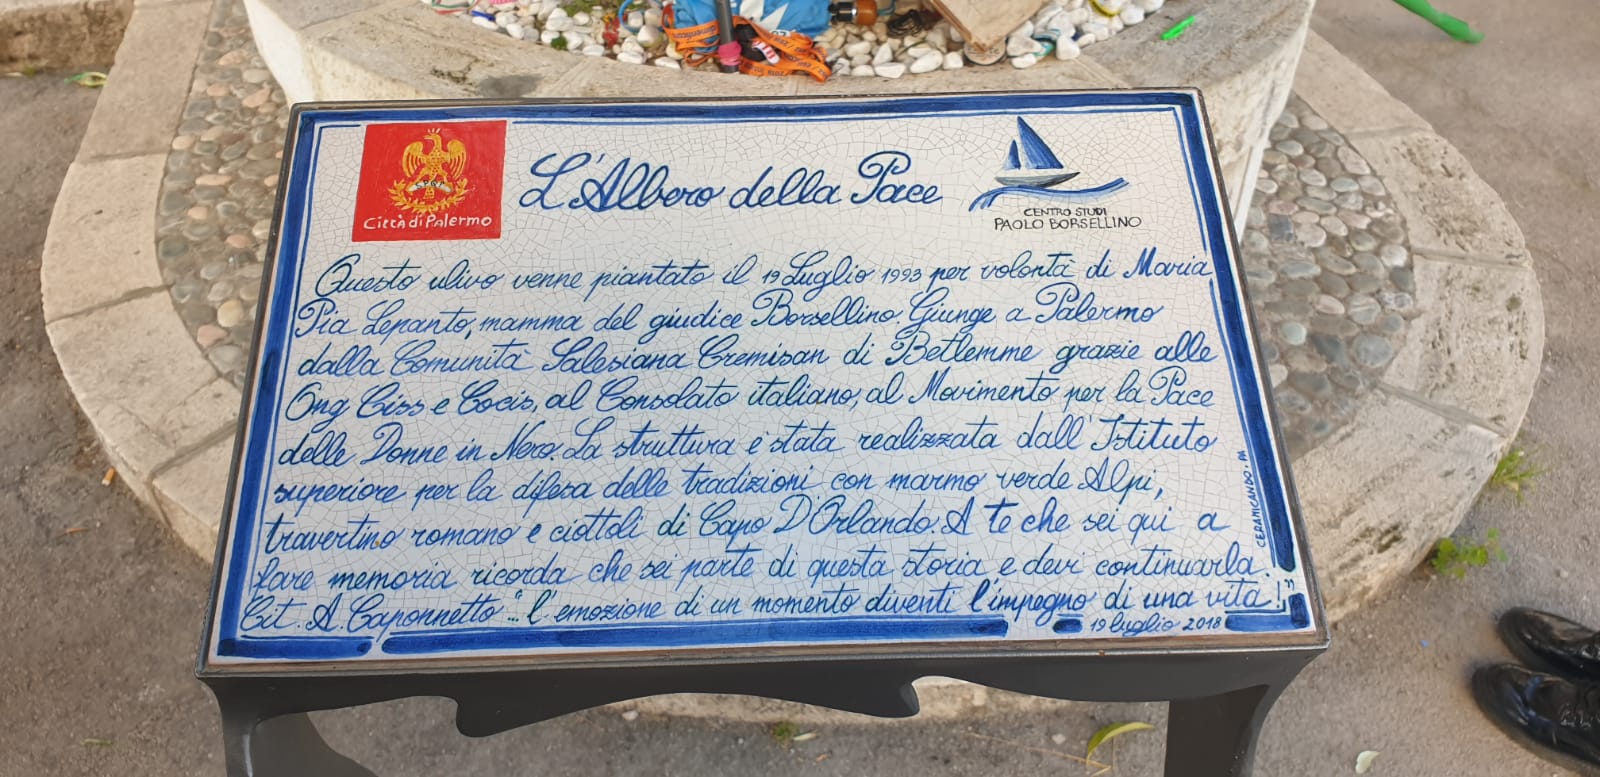 S.P.Q.P.
Città di Palermo
L'Albero della Pace
CENTRO STUDI
PAOLO BORSELLINO
Questo ulivo venne piantato il 19 Luglio 1993 per volontà di Maria
Pia Lepanto, mamma del giudice Borsellino. Giunge a Palermo
dalla Comunità Salesiana Cremisan di Betlemme grazie alle
Ong Ciss e Cocis, al Consolato italiano, al Movimento per la Pace
delle Donne in Nero. La struttura è stata realizzata dall'Istituto
superiore per la difesa delle tradizioni con marmo verde Alpi,
travertino romano e ciottoli di Capo D'Orlando. A te che sei qui a
fare memoria ricorda che sei parte di questa storia e devi continuarla.
Cit. A. Caponnetto "... l'emozione di un momento diventi l'impegno di una vita!"
19 luglio 2018
CERAMICANDO. PA